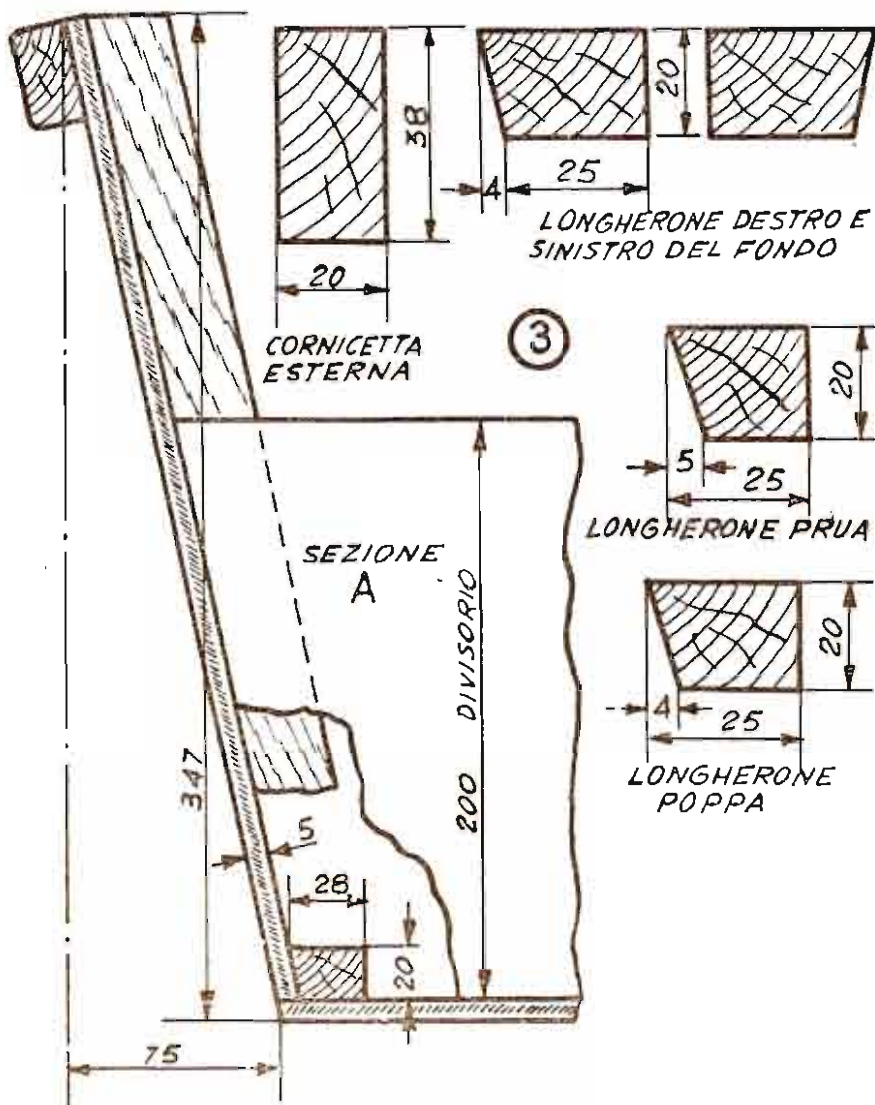 38
20
CORNICETTA
ESTERNA
20
4
25
LONGHERONE DESTRO E
SINISTRO DEL FONDO
3
20
5
25
LONGHERONE PRUA
20
4
25
LONGHERONE
POPPA
SEZIONE
A
DIVISORIO
200
347
5
28
20
75